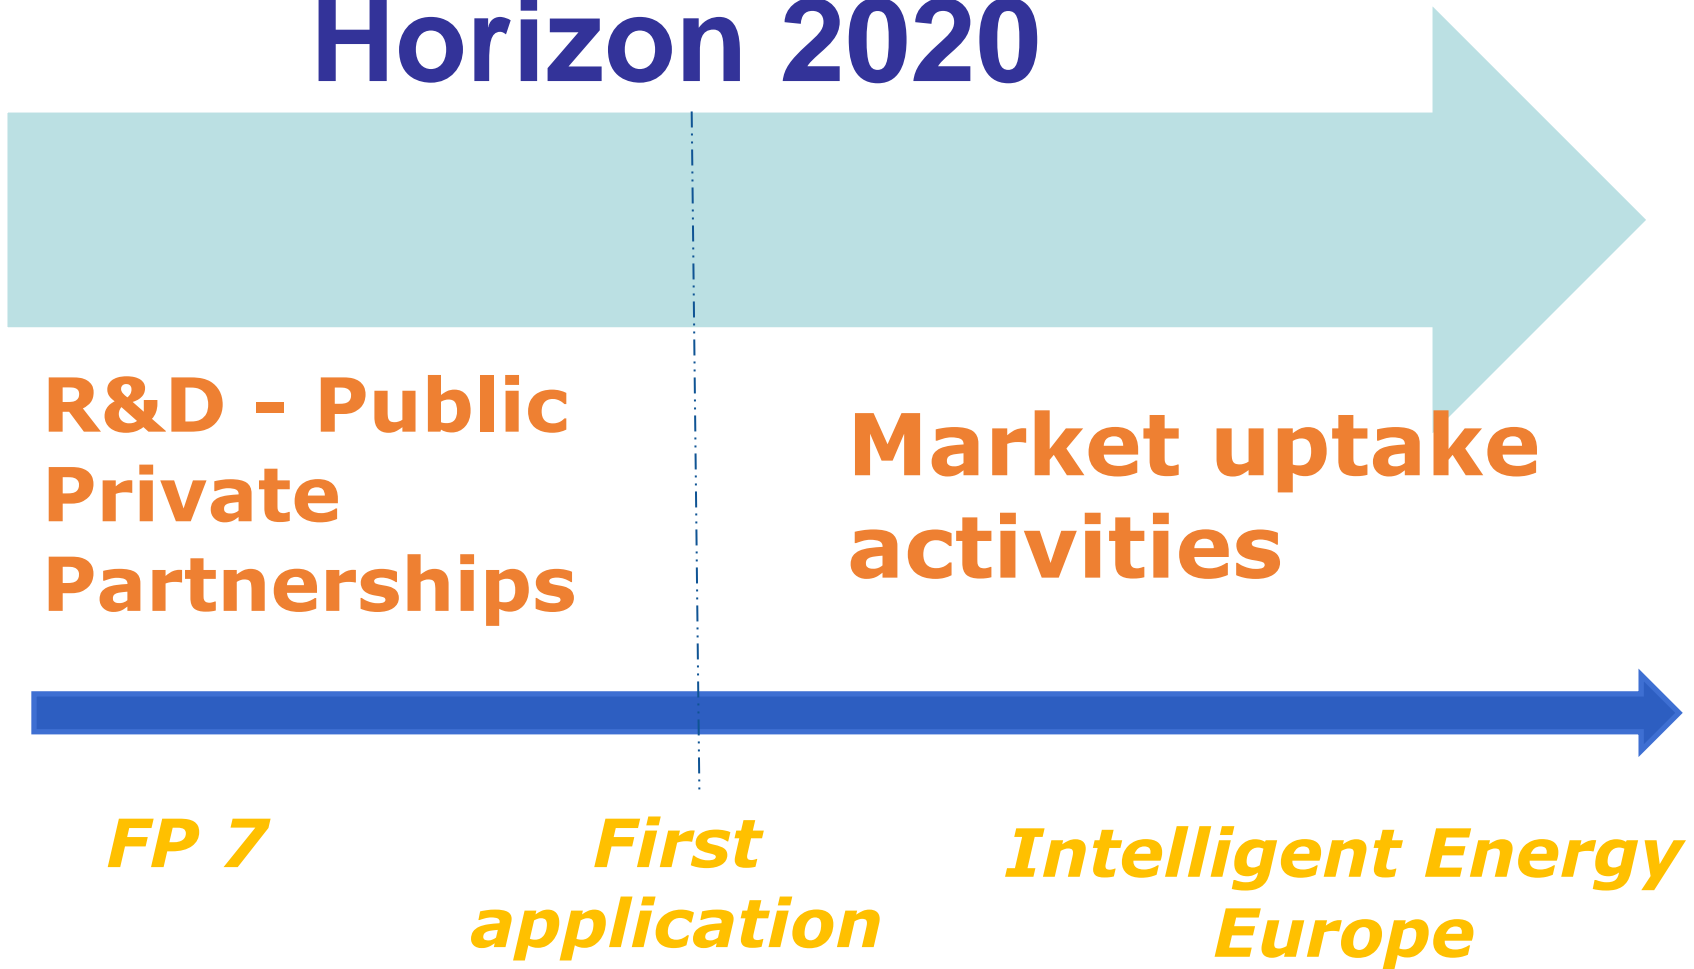 Horizon 2020
R&D - Public
Private
Partnerships
Market uptake
activities
FP 7
First
application
Intelligent Energy
Europe